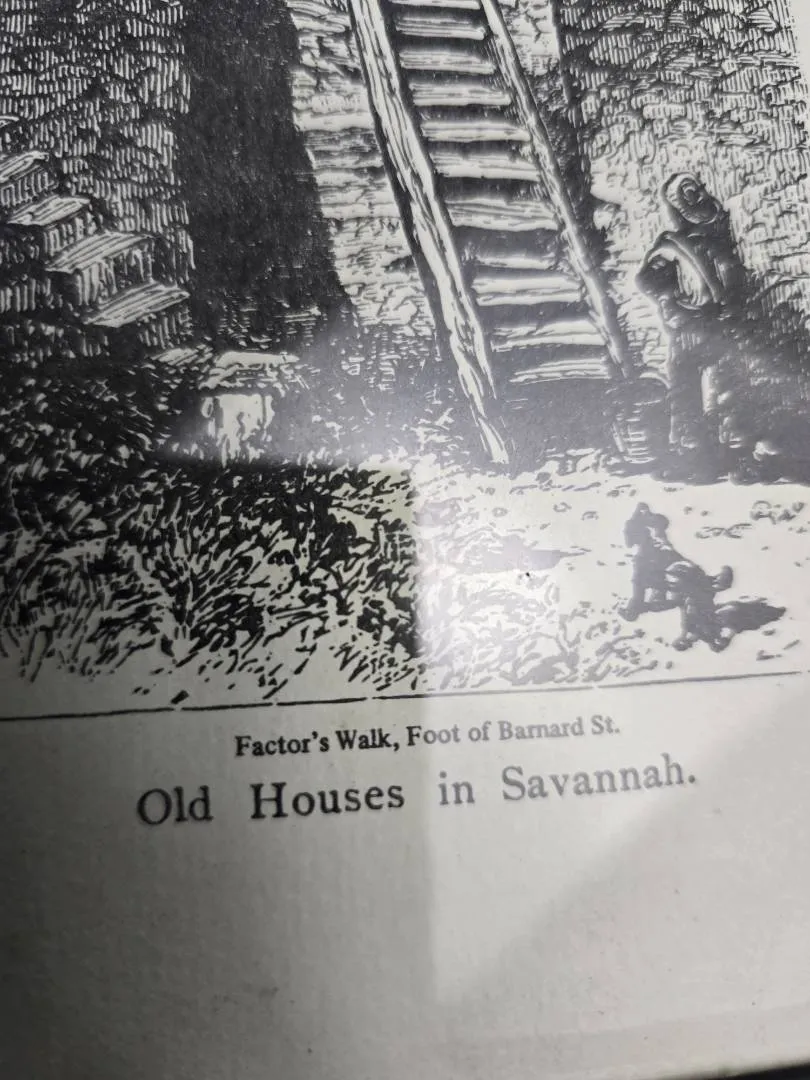 Factor's Walk, Foot of Barnard St.
Old Houses in Savannah.